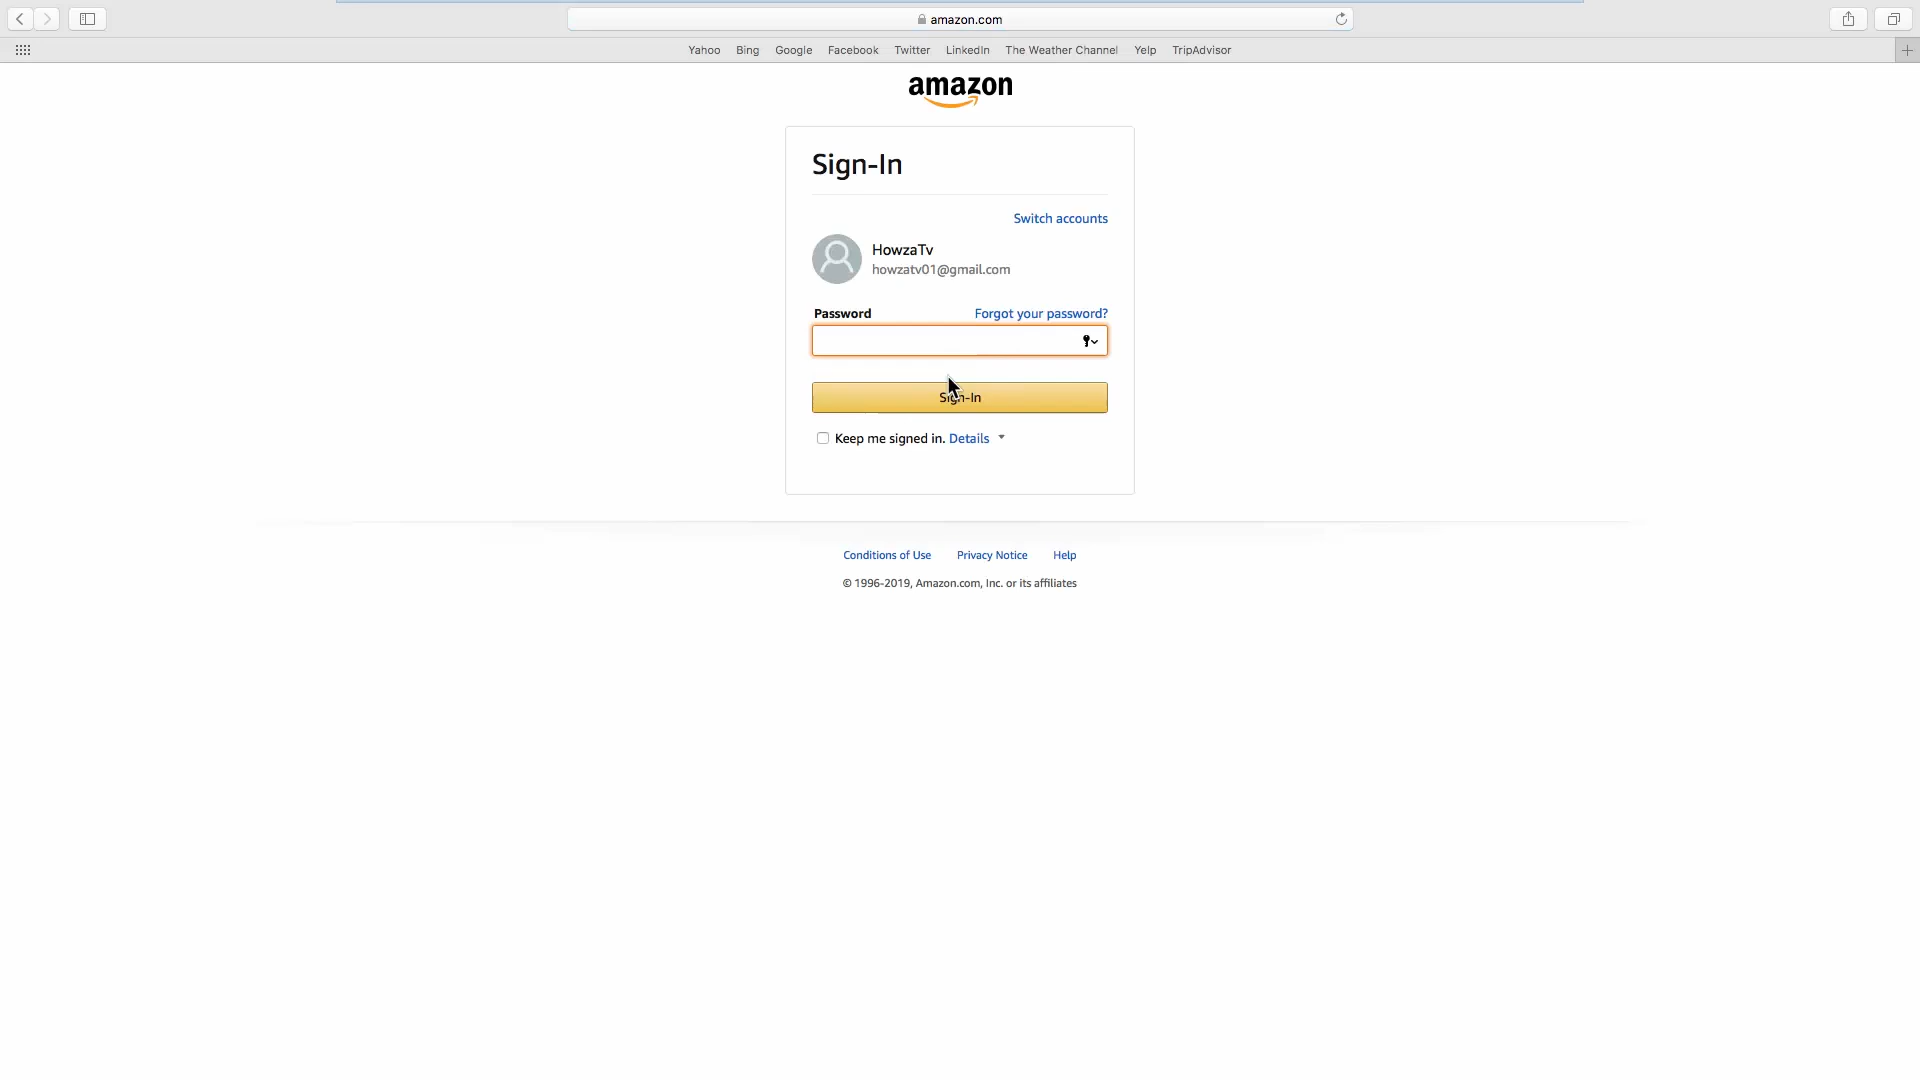 amazon.com
Yahoo Bing Google Facebook Twitter LinkedIn The Weather Channel Yelp TripAdvisor
amazon
Sign-In
Switch accounts
HowzaTv
howzatv01@gmail.com
Password Forgot your password?
Sign-In
Keep me signed in. Details
Conditions of Use Privacy Notice Help
© 1996-2019, Amazon.com, Inc. or its affiliates